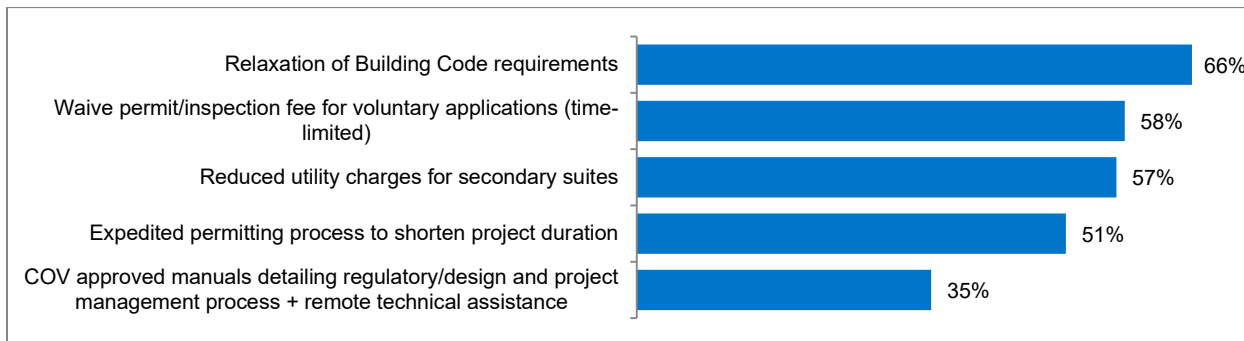 Relaxation of Building Code requirements
66%
Waive permit/inspection fee for voluntary applications (time-
limited)
58%
Reduced utility charges for secondary suites
57%
Expedited permitting process to shorten project duration
51%
COV approved manuals detailing regulatory/design and project
management process + remote technical assistance
35%